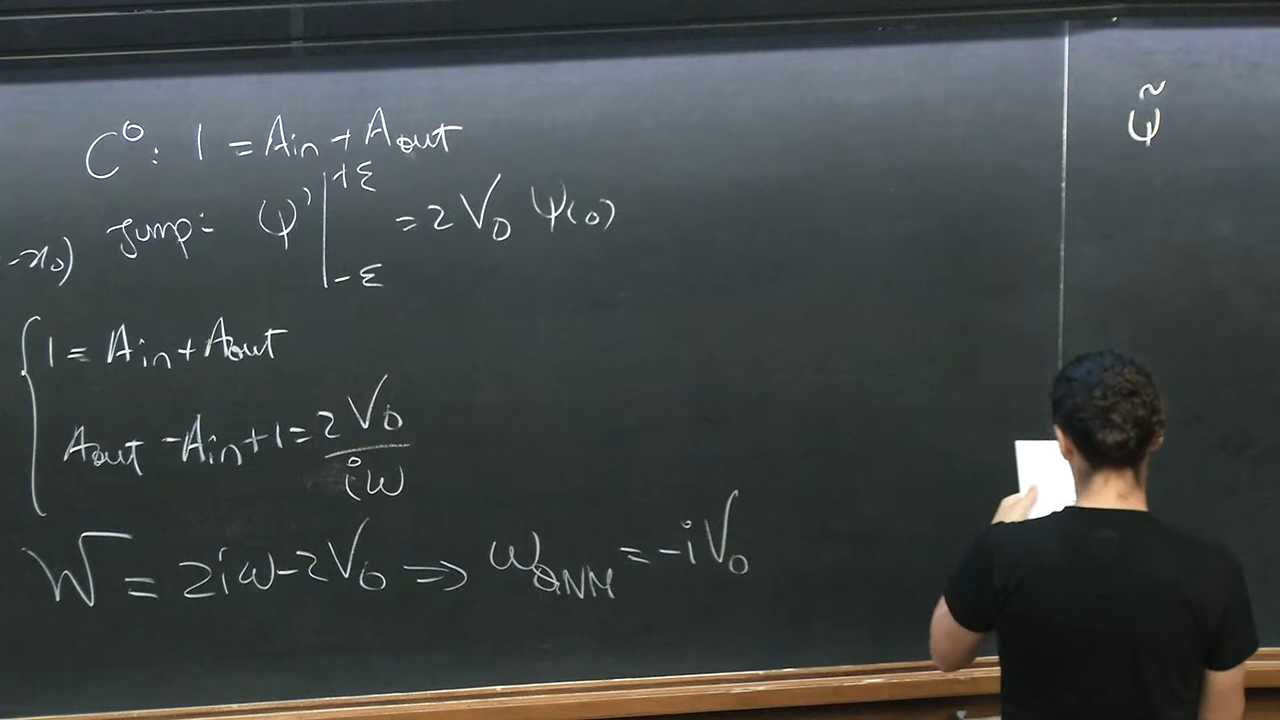 C⁰: 1 = A_in + A_out
Jump: ψ'|_{-ε}^{+ε} = 2V₀ ψ(0)
-x₀)
{ 1 = A_in + A_out
A_out - A_in + 1 = 2V₀/iω
W = 2iω - 2V₀ ⇒ ω_QNM = -iV₀
ψ̃